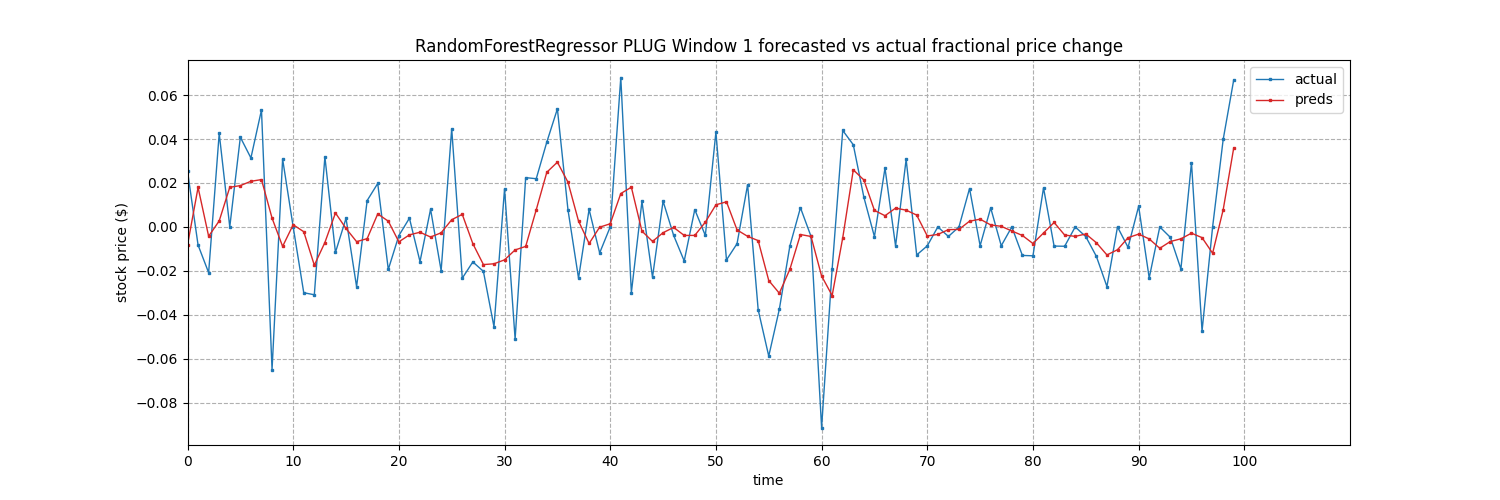 RandomForestRegressor PLUG Window 1 forecasted vs actual fractional price change
actual
preds
0.06
0.04
0.02
0.00
−0.02
−0.04
−0.06
−0.08
stock price ($)
0 10 20 30 40 50 60 70 80 90 100
time